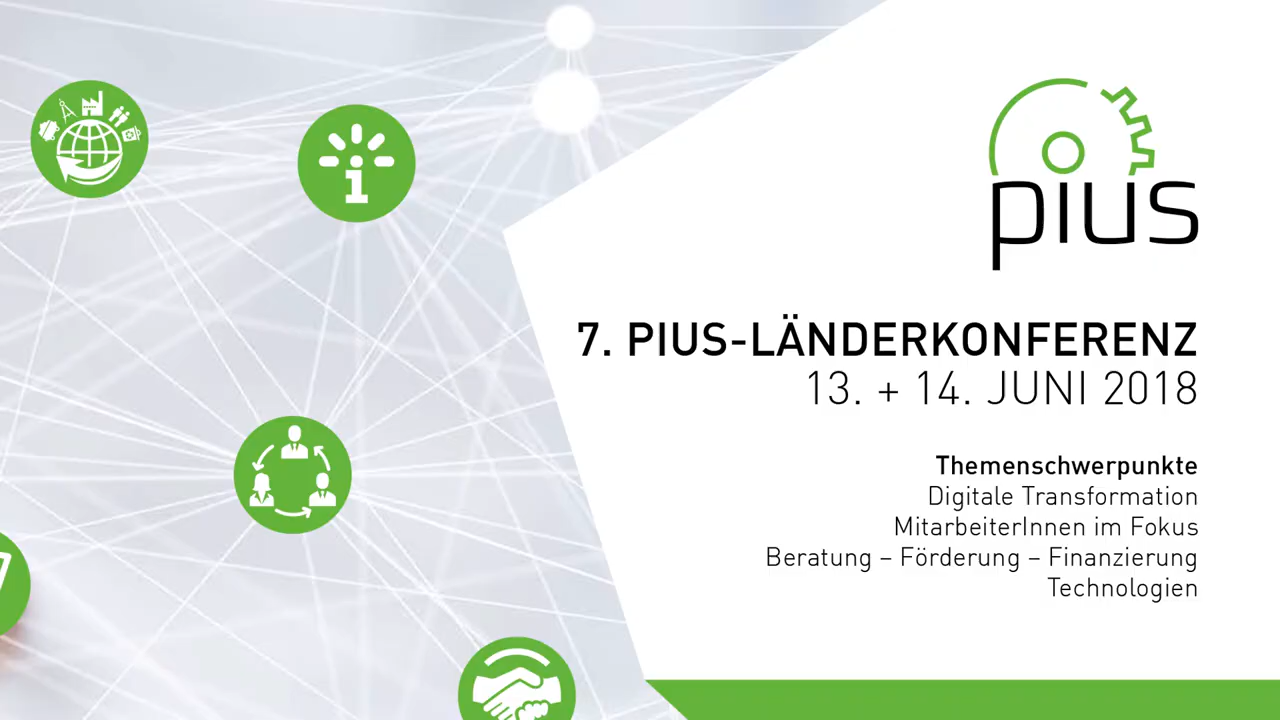 pius
7. PIUS-LÄNDERKONFERENZ
13. + 14. JUNI 2018
Themenschwerpunkte
Digitale Transformation
MitarbeiterInnen im Fokus
Beratung – Förderung – Finanzierung
Technologien